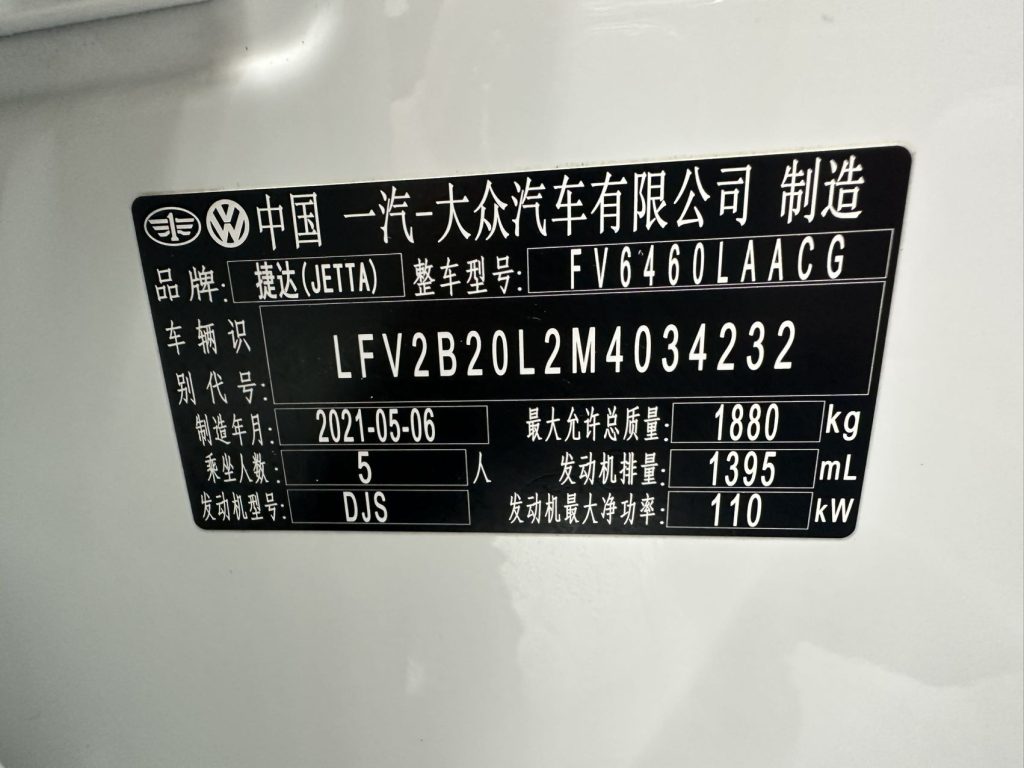 中国 一汽-大众汽车有限公司 制造
品牌: 捷达(JETTA) 整车型号: FV6460LAACG
车辆识别代号: LFV2B20L2M4034232
制造年月: 2021-05-06 最大允许总质量: 1880 kg
乘坐人数: 5 人 发动机排量: 1395 mL
发动机型号: DJS 发动机最大净功率: 110 kW